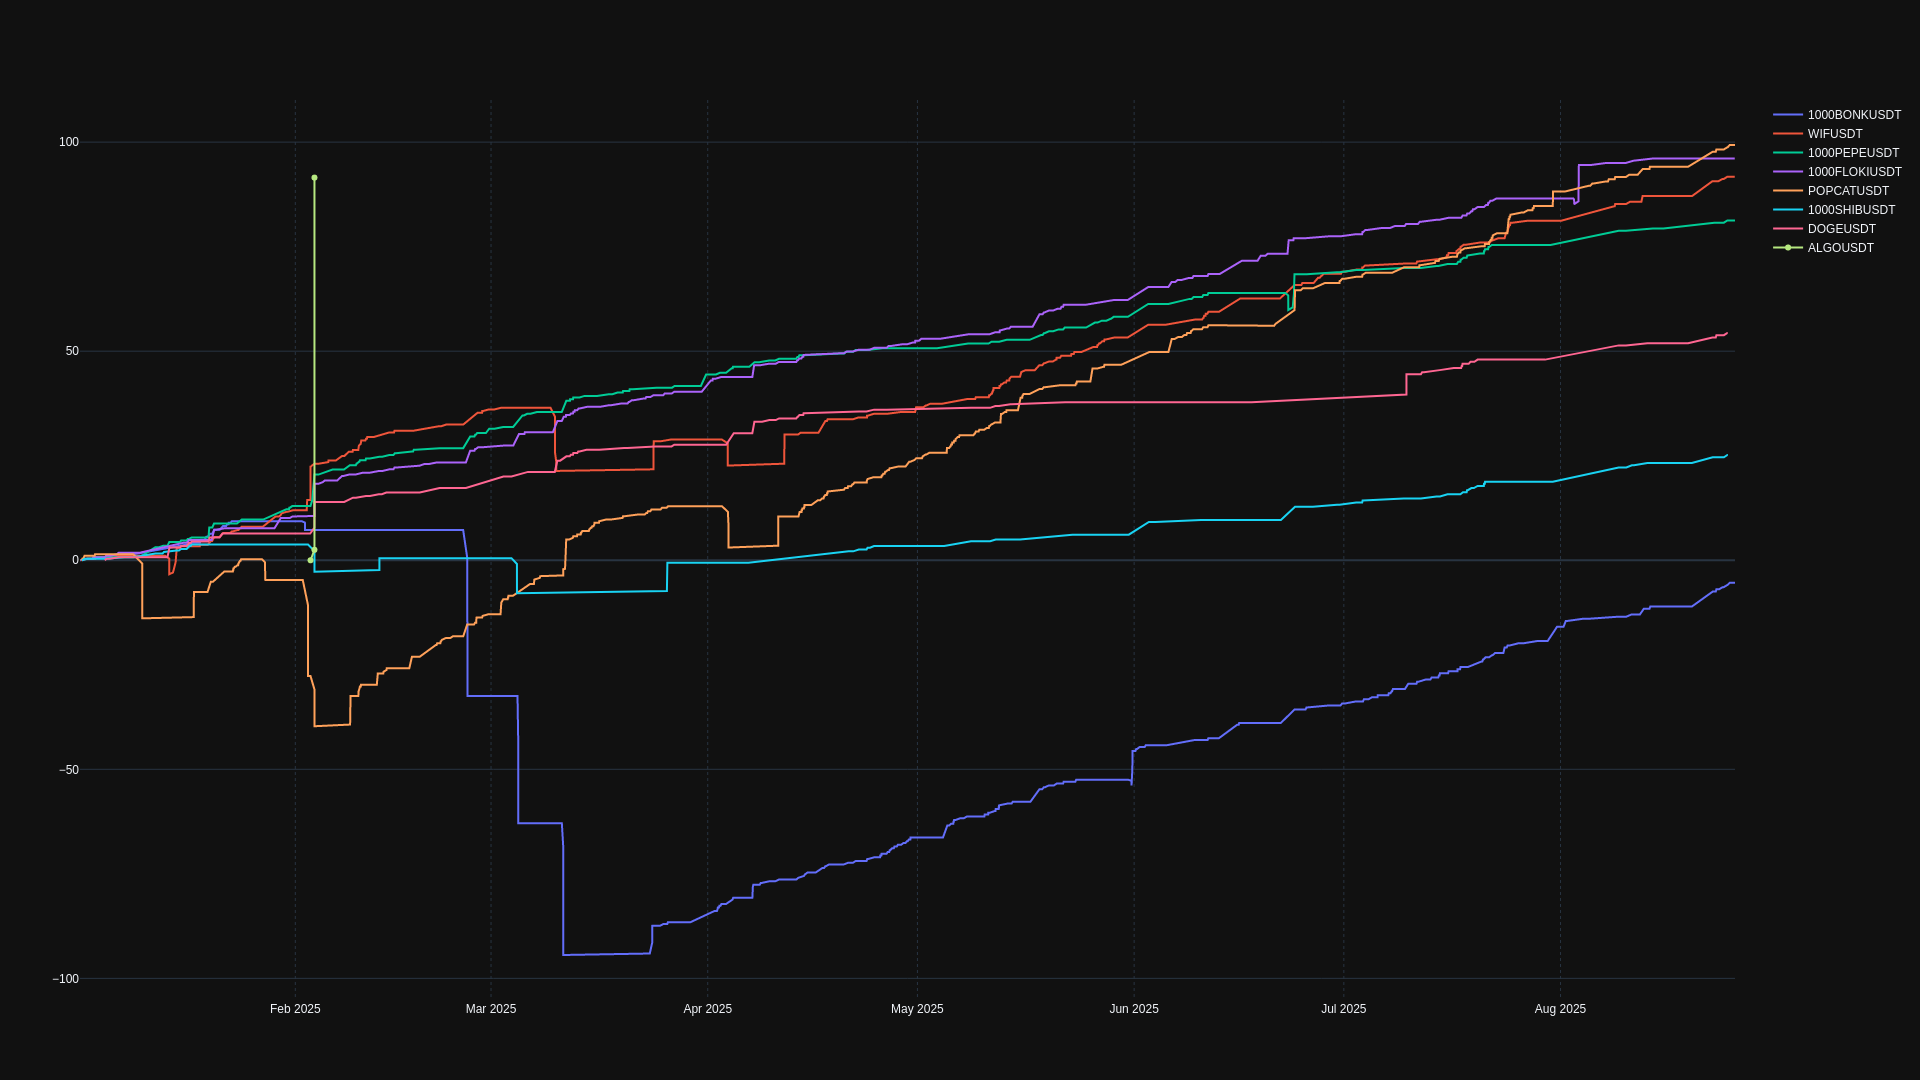 100
50
0
−50
−100
Feb 2025
Mar 2025
Apr 2025
May 2025
Jun 2025
Jul 2025
Aug 2025
1000BONKUSDT
WIFUSDT
1000PEPEUSDT
1000FLOKIUSDT
POPCATUSDT
1000SHIBUSDT
DOGEUSDT
ALGOUSDT